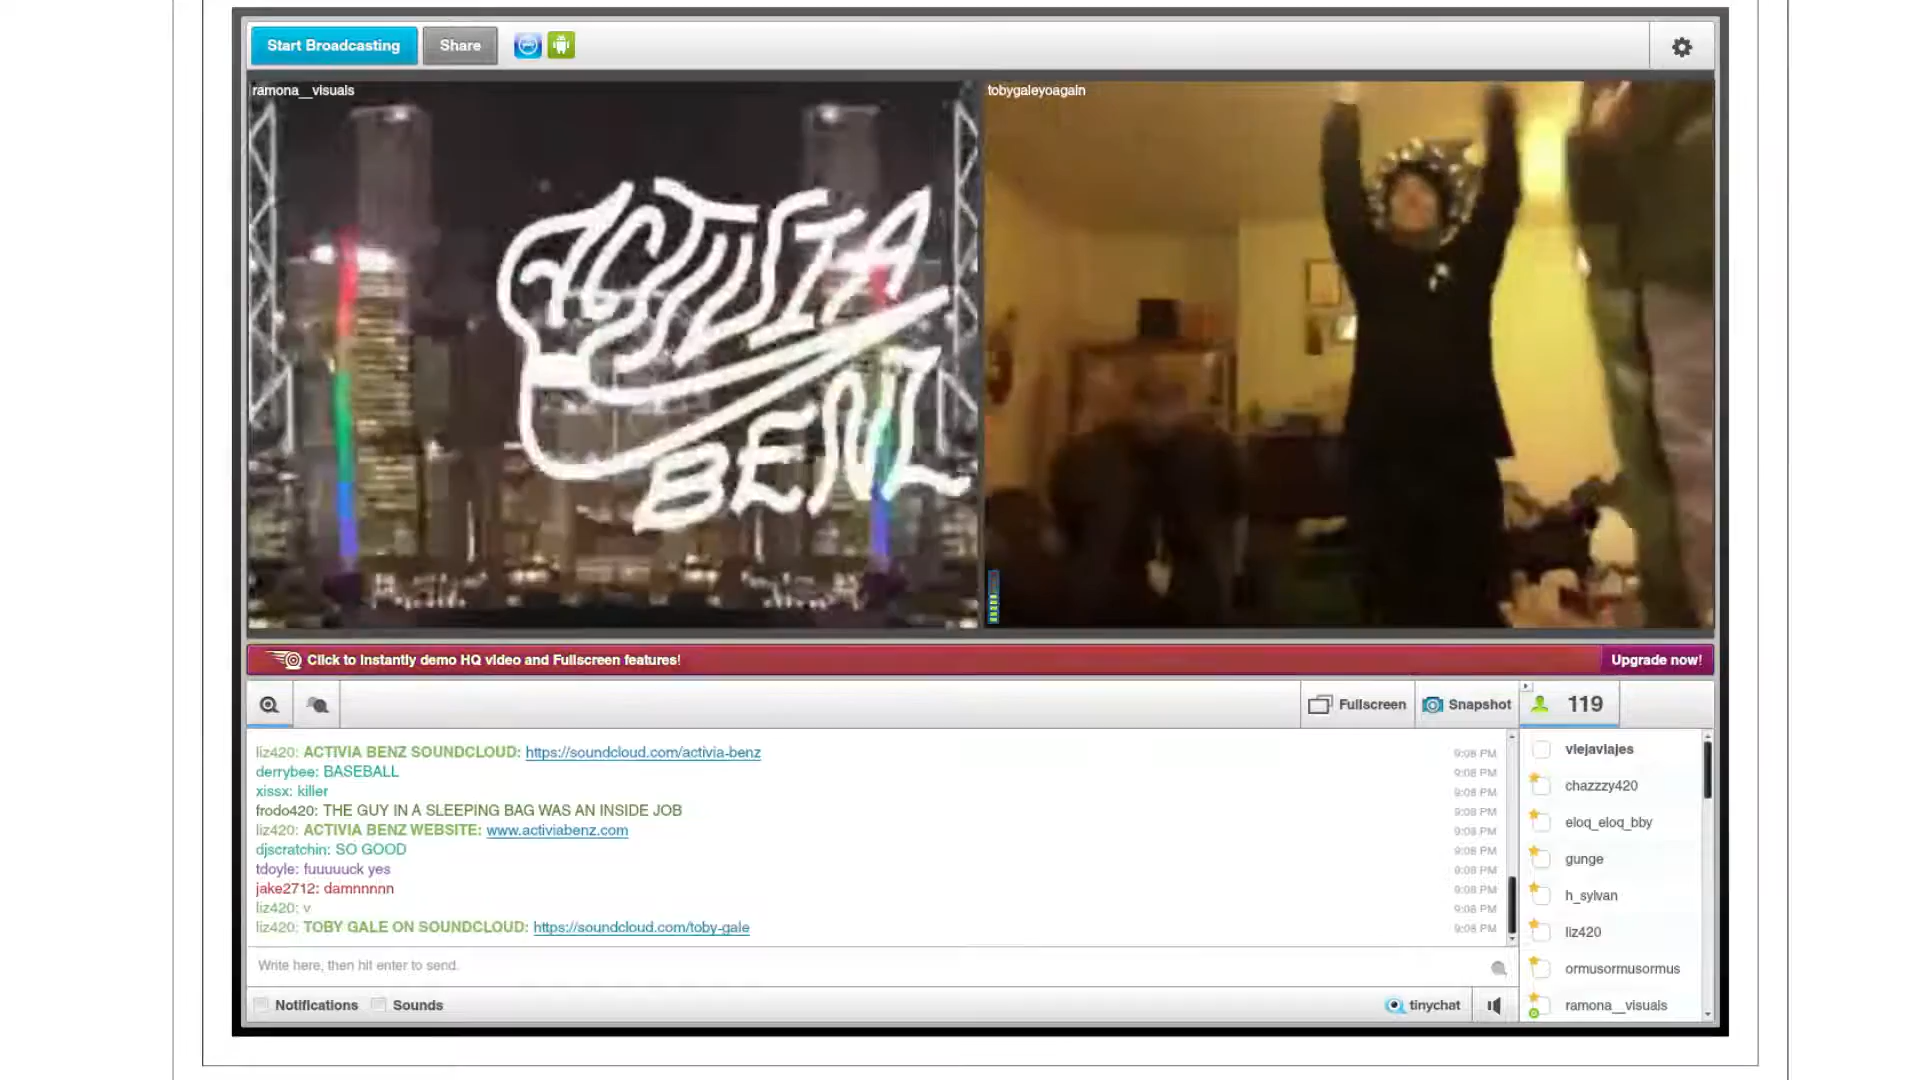 Start Broadcasting
Share
ramona__visuals
tobygaleyoagain
ACTIVIA
BENZ
Click to instantly demo HQ video and Fullscreen features!
Upgrade now!
Fullscreen
Snapshot
119
liz420: ACTIVIA BENZ SOUNDCLOUD: https://soundcloud.com/activia-benz 9:08 PM
derrybee: BASEBALL 9:08 PM
xissx: killer 9:08 PM
frodo420: THE GUY IN A SLEEPING BAG WAS AN INSIDE JOB 9:08 PM
liz420: ACTIVIA BENZ WEBSITE: www.activiabenz.com 9:08 PM
djscratchin: SO GOOD 9:08 PM
tdoyle: fuuuuuck yes 9:08 PM
jake2712: damnnnnn 9:08 PM
liz420: v 9:08 PM
liz420: TOBY GALE ON SOUNDCLOUD: https://soundcloud.com/toby-gale 9:08 PM
viejaviajes
chazzzy420
eloq_eloq_bby
gunge
h_sylvan
liz420
ormusormusormus
ramona__visuals
Write here, then hit enter to send.
Notifications
Sounds
tinychat